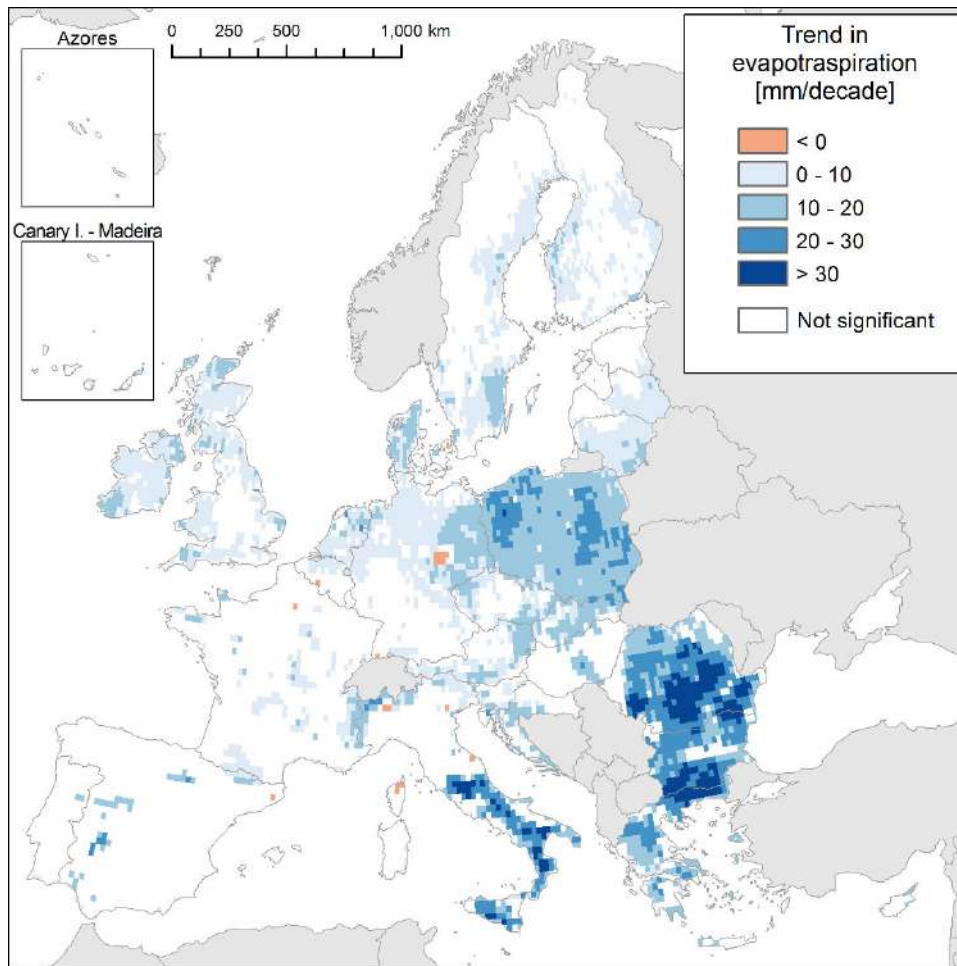 Azores
0 250 500 1,000 km
Canary I. - Madeira
Trend in
evapotraspiration
[mm/decade]
< 0
0 - 10
10 - 20
20 - 30
> 30
Not significant